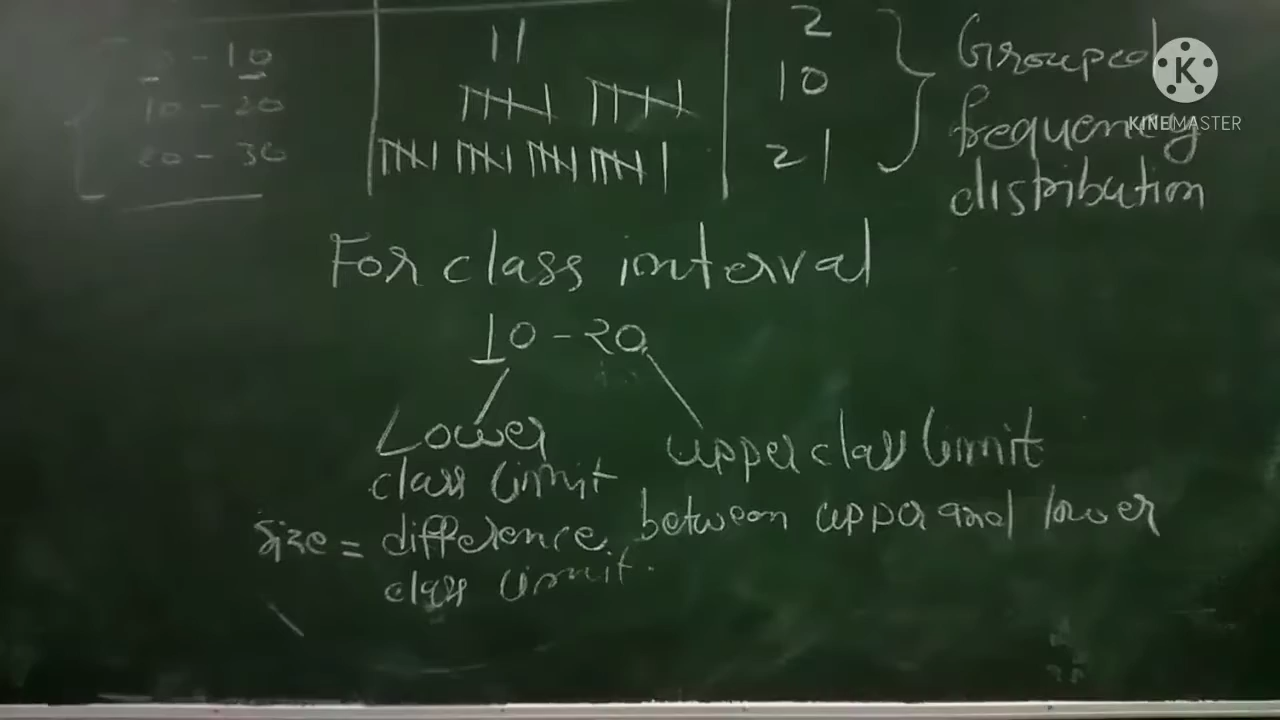 0 - 10 || 2
10 - 20 10
20 - 30 21
Grouped
frequency
distribution
K
KINEMASTER
For class interval
10 - 20
Lower
class limit
upper class limit
Size = difference between upper and lower
class limit.